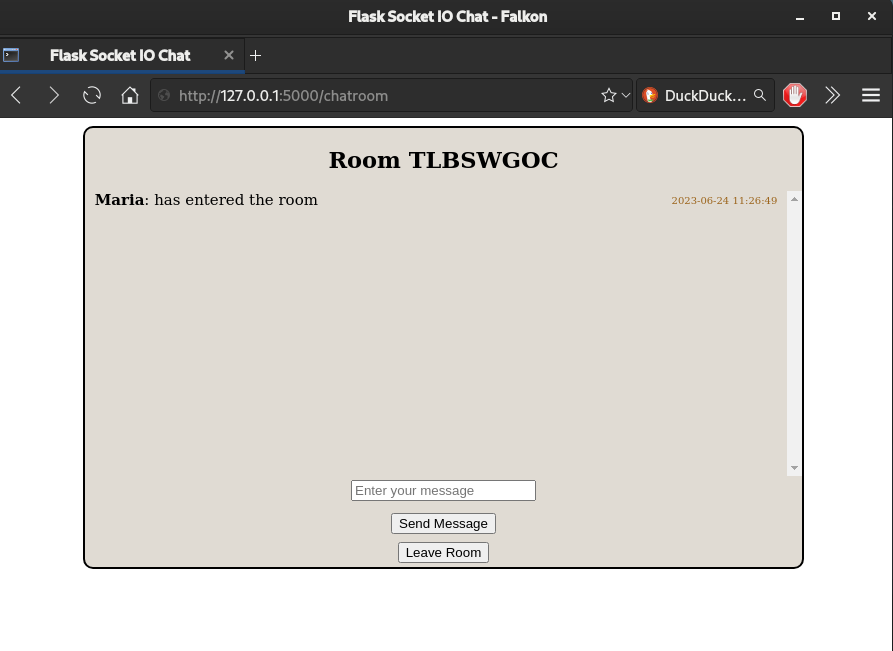 Flask Socket IO Chat - Falkon
Flask Socket IO Chat
http://127.0.0.1:5000/chatroom
DuckDuck...
Room TLBSWGOC
Maria: has entered the room 2023-06-24 11:26:49
Enter your message
Send Message
Leave Room